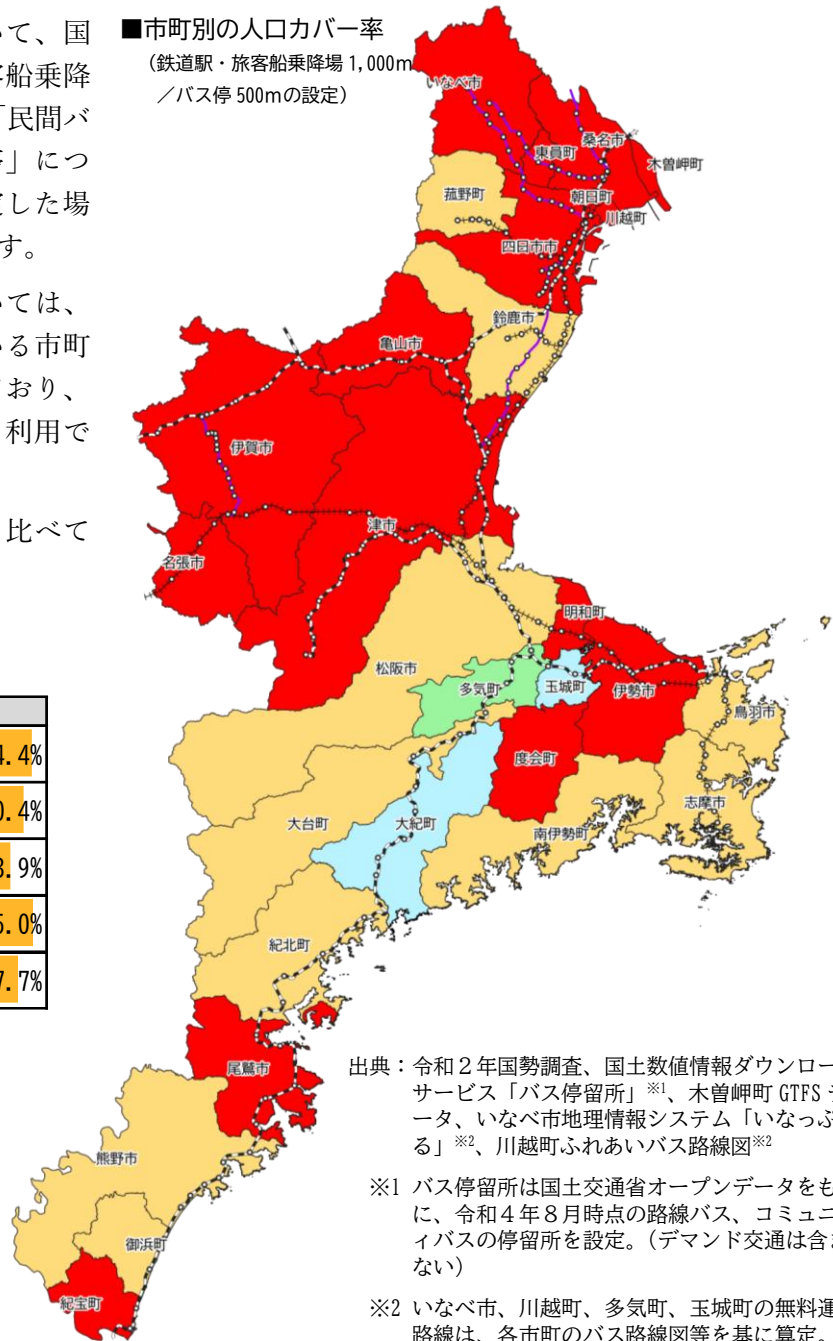 いて、国
客船乗降
「民間バ
」につ
定した場
す。
いては、
いる市町
ており、
利用で
比べて
4.4%
0.4%
8.9%
5.0%
7.7%
■市町別の人口カバー率
（鉄道駅・旅客船乗降場 1,000m
／バス停 500mの設定）
いなべ市
桑名市
東員町
木曽岬町
菰野町
朝日町
川越町
四日市市
鈴鹿市
亀山市
伊賀市
津市
名張市
明和町
松阪市
多気町
玉城町
伊勢市
鳥羽市
度会町
志摩市
大台町
大紀町
南伊勢町
紀北町
尾鷲市
熊野市
御浜町
紀宝町
出典：令和２年国勢調査、国土数値情報ダウンロー
サービス「バス停留所」※1、木曽岬町 GTFS デ
ータ、いなべ市地理情報システム「いなっぷ
る」※2、川越町ふれあいバス路線図※2
※1 バス停留所は国土交通省オープンデータをも
に、令和４年８月時点の路線バス、コミュニ
ィバスの停留所を設定。（デマンド交通は含ま
ない）
※2 いなべ市、川越町、多気町、玉城町の無料運
路線は、各市町のバス路線図等を基に算定。